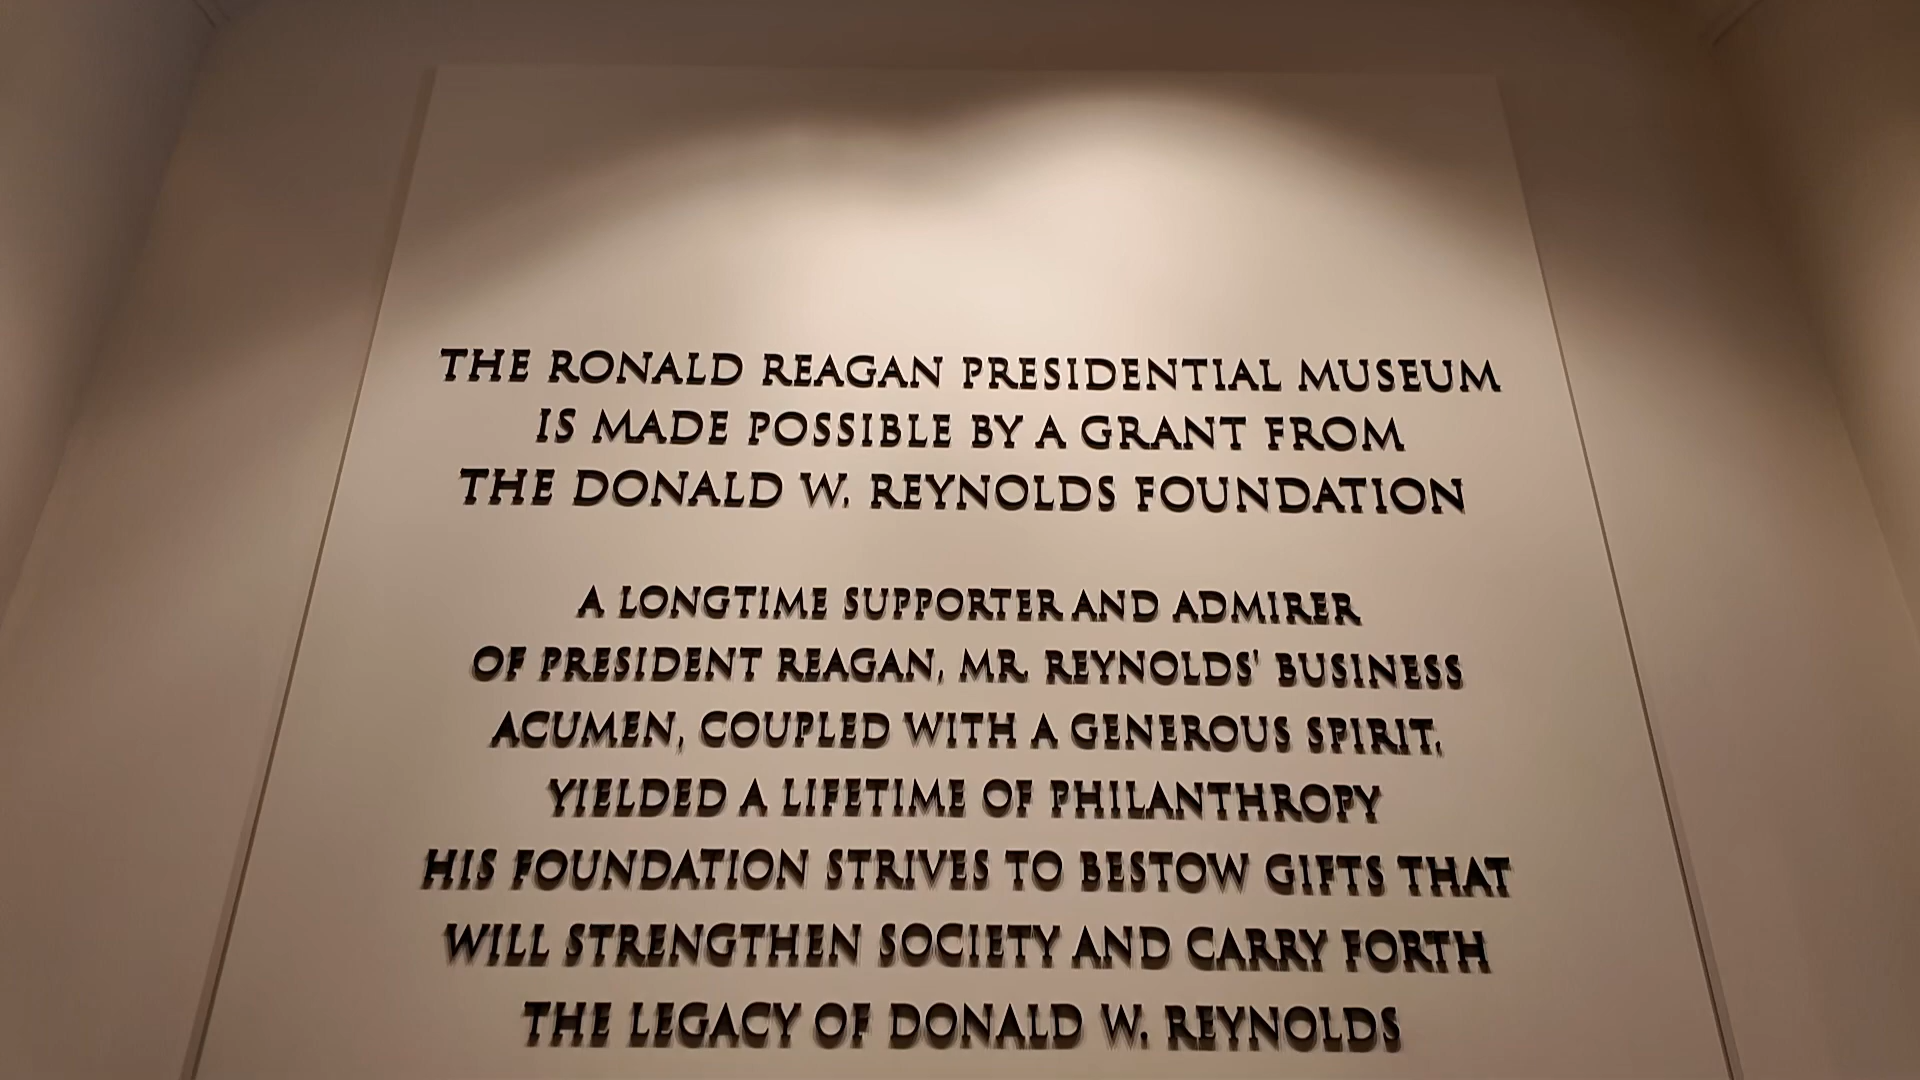 THE RONALD REAGAN PRESIDENTIAL MUSEUM
IS MADE POSSIBLE BY A GRANT FROM
THE DONALD W. REYNOLDS FOUNDATION
A LONGTIME SUPPORTER AND ADMIRER
OF PRESIDENT REAGAN, MR. REYNOLDS' BUSINESS
ACUMEN, COUPLED WITH A GENEROUS SPIRIT,
YIELDED A LIFETIME OF PHILANTHROPY
HIS FOUNDATION STRIVES TO BESTOW GIFTS THAT
WILL STRENGTHEN SOCIETY AND CARRY FORTH
THE LEGACY OF DONALD W. REYNOLDS